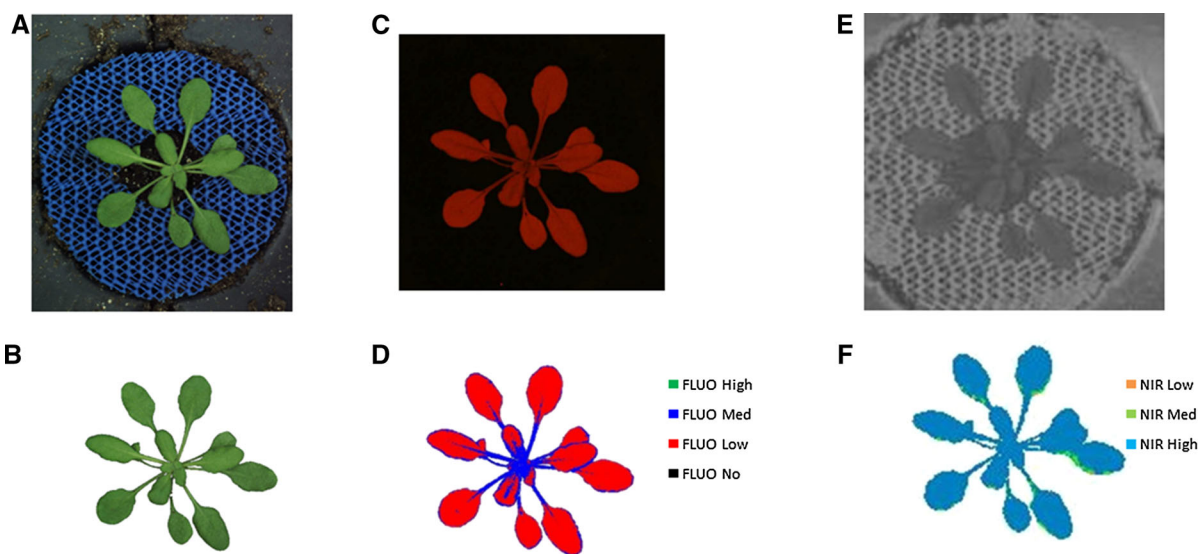 A
C
E
B
D
FLUO High
FLUO Med
FLUO Low
FLUO No
F
NIR Low
NIR Med
NIR High